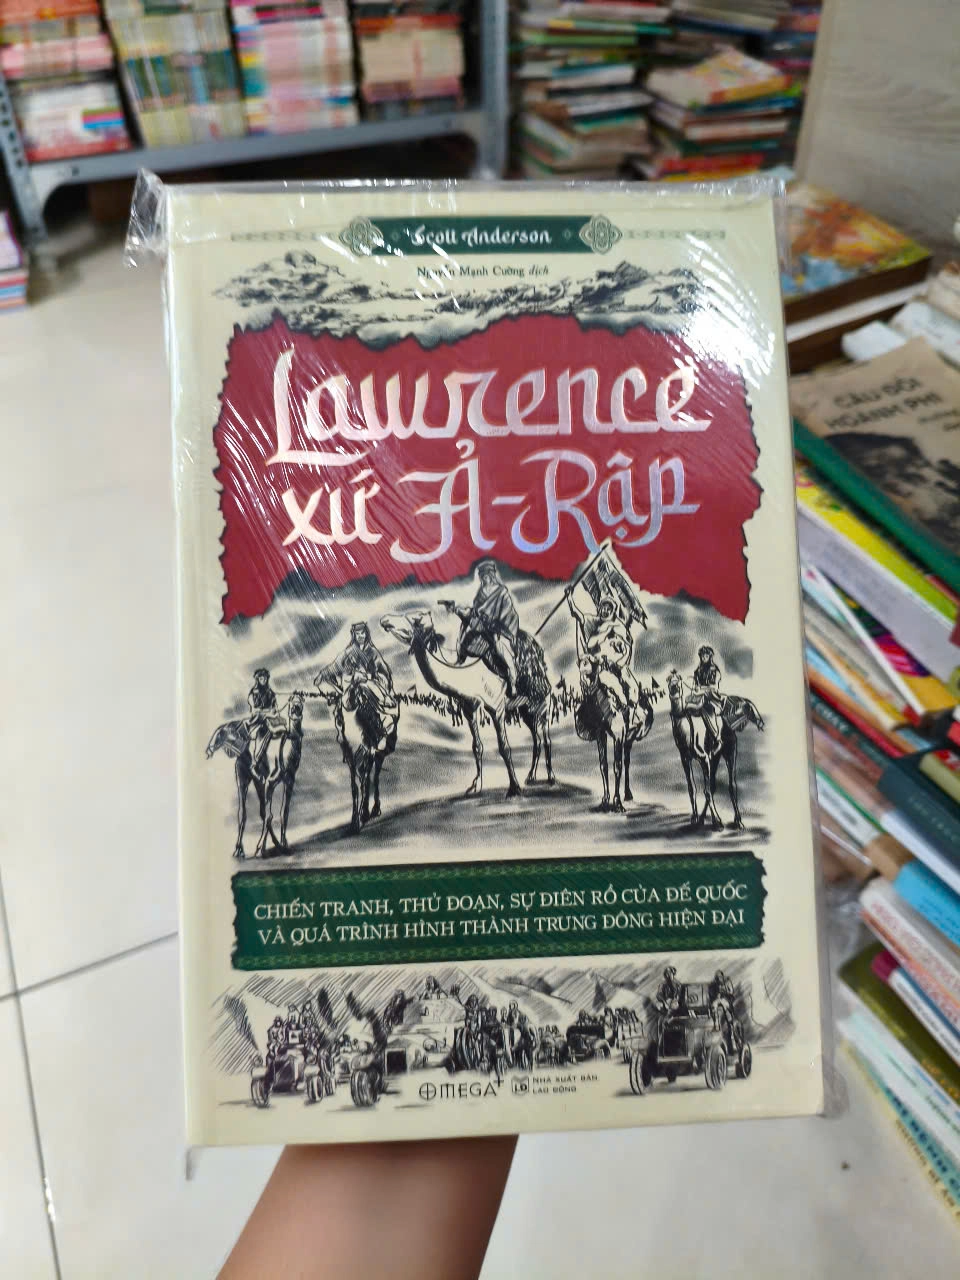 Scott Anderson
Nguyễn Mạnh Cường dịch
Lawrence
xứ Ả-Rập
CHIẾN TRANH, THỦ ĐOẠN, SỰ ĐIÊN RỒ CỦA ĐẾ QUỐC
VÀ QUÁ TRÌNH HÌNH THÀNH TRUNG ĐÔNG HIỆN ĐẠI
OMEGA+
NHÀ XUẤT BẢN
LAO ĐỘNG
CÂU ĐỐI
HOÀNH PHI